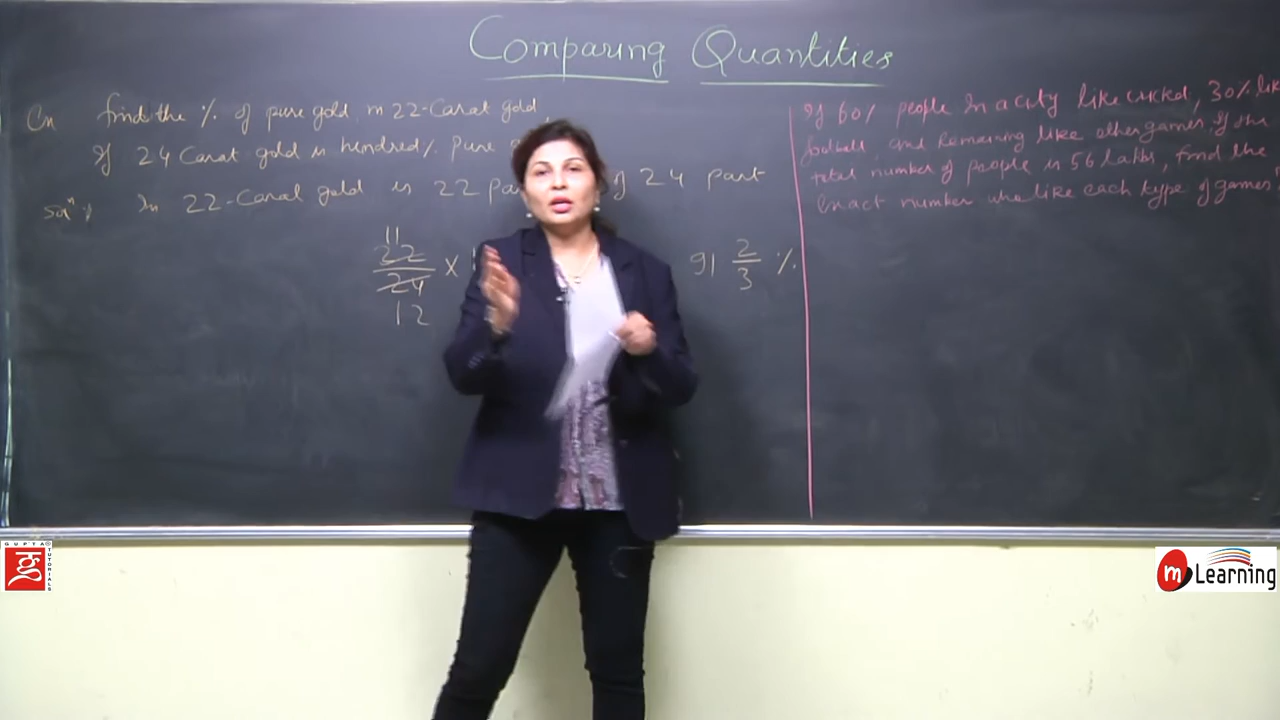 Comparing Quantities
Qn find the % of pure gold in 22-Carat gold,
If 24 Carat gold is hundred% pure
Solⁿ In 22-Carat gold is 22 of 24 part
11
22
24
12
×
91 2/3 %
If 60% people in a city like cricket, 30% like
football, and remaining like other games. If the
total number of people is 56 lakhs, find the
exact number who like each type of games.
GUPTA TUTORIALS
m Learning